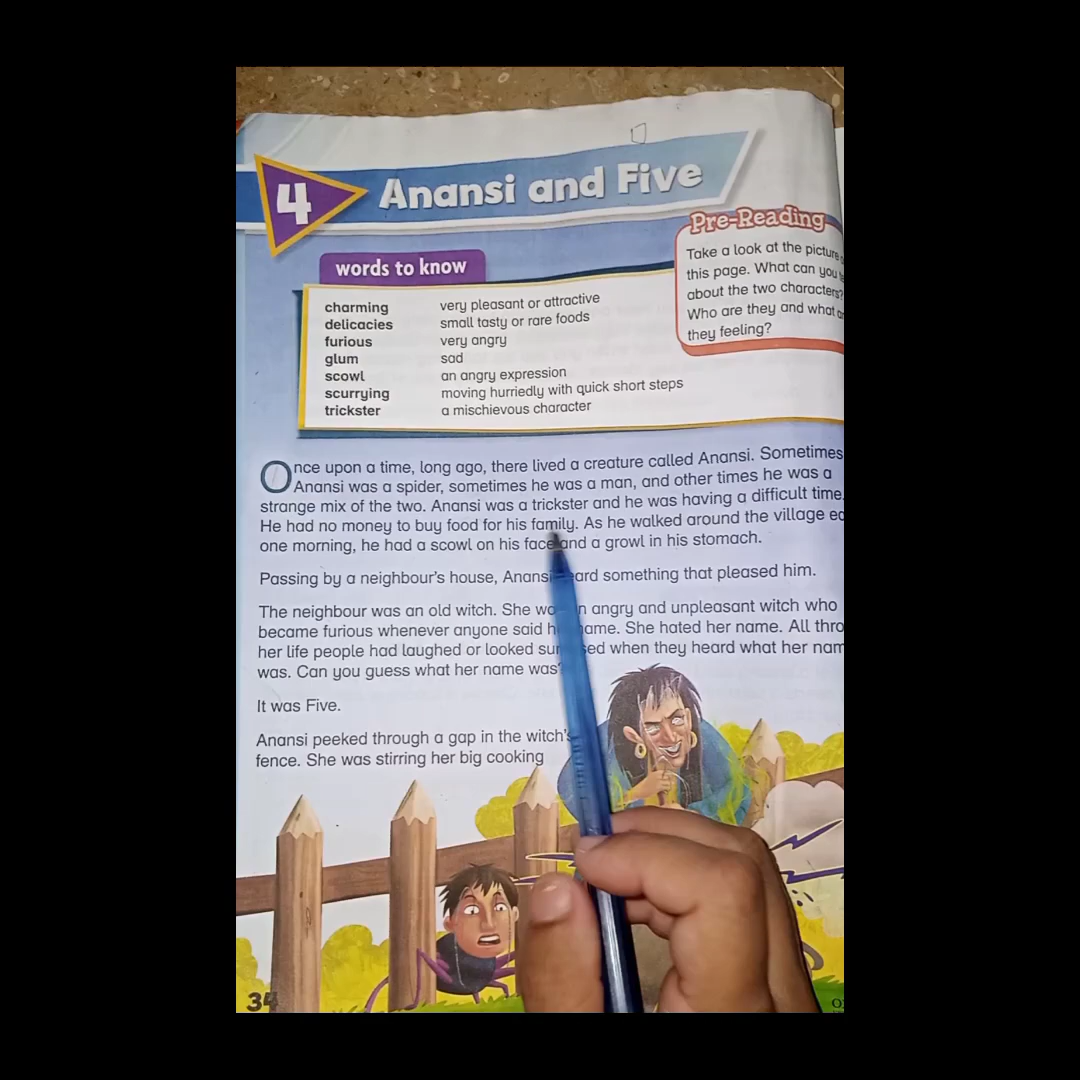 4
Anansi and Five
Pre-Reading
Take a look at the picture
this page. What can you
about the two characters?
Who are they and what
they feeling?
words to know
charming very pleasant or attractive
delicacies small tasty or rare foods
furious very angry
glum sad
scowl an angry expression
scurrying moving hurriedly with quick short steps
trickster a mischievous character
Once upon a time, long ago, there lived a creature called Anansi. Sometimes
Anansi was a spider, sometimes he was a man, and other times he was a
strange mix of the two. Anansi was a trickster and he was having a difficult time.
He had no money to buy food for his family. As he walked around the village
one morning, he had a scowl on his face and a growl in his stomach.
Passing by a neighbour's house, Anansi heard something that pleased him.
The neighbour was an old witch. She was an angry and unpleasant witch who
became furious whenever anyone said her name. She hated her name. All
her life people had laughed or looked surprised when they heard what her
was. Can you guess what her name was?
It was Five.
Anansi peeked through a gap in the witch's
fence. She was stirring her big cooking
34